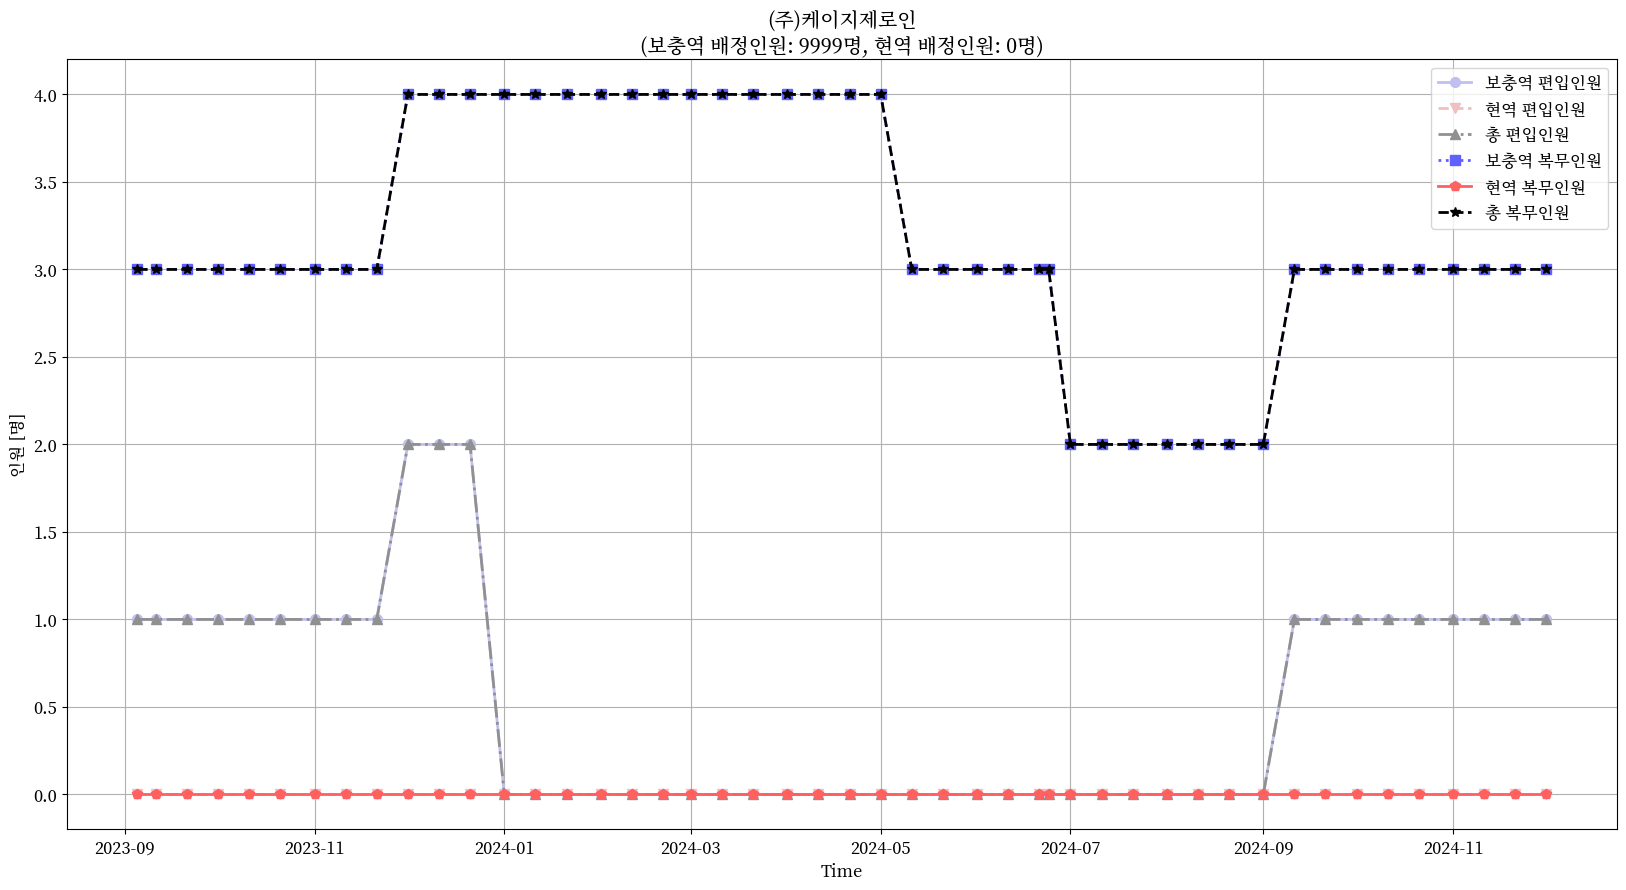 (주)케이지제로인
(보충역 배정인원: 9999명, 현역 배정인원: 0명)
보충역 편입인원
현역 편입인원
총 편입인원
보충역 복무인원
현역 복무인원
총 복무인원
4.0
3.5
3.0
2.5
2.0
1.5
1.0
0.5
0.0
인원 [명]
2023-09 2023-11 2024-01 2024-03 2024-05 2024-07 2024-09 2024-11
Time